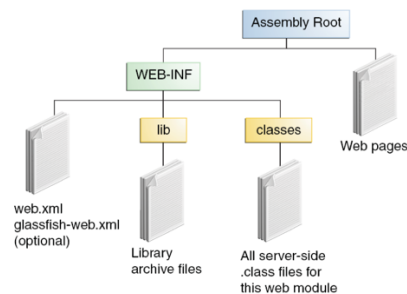 Assembly Root
WEB-INF
lib
classes
Web pages
web.xml
glassfish-web.xml
(optional)
Library
archive files
All server-side
.class files for
this web module